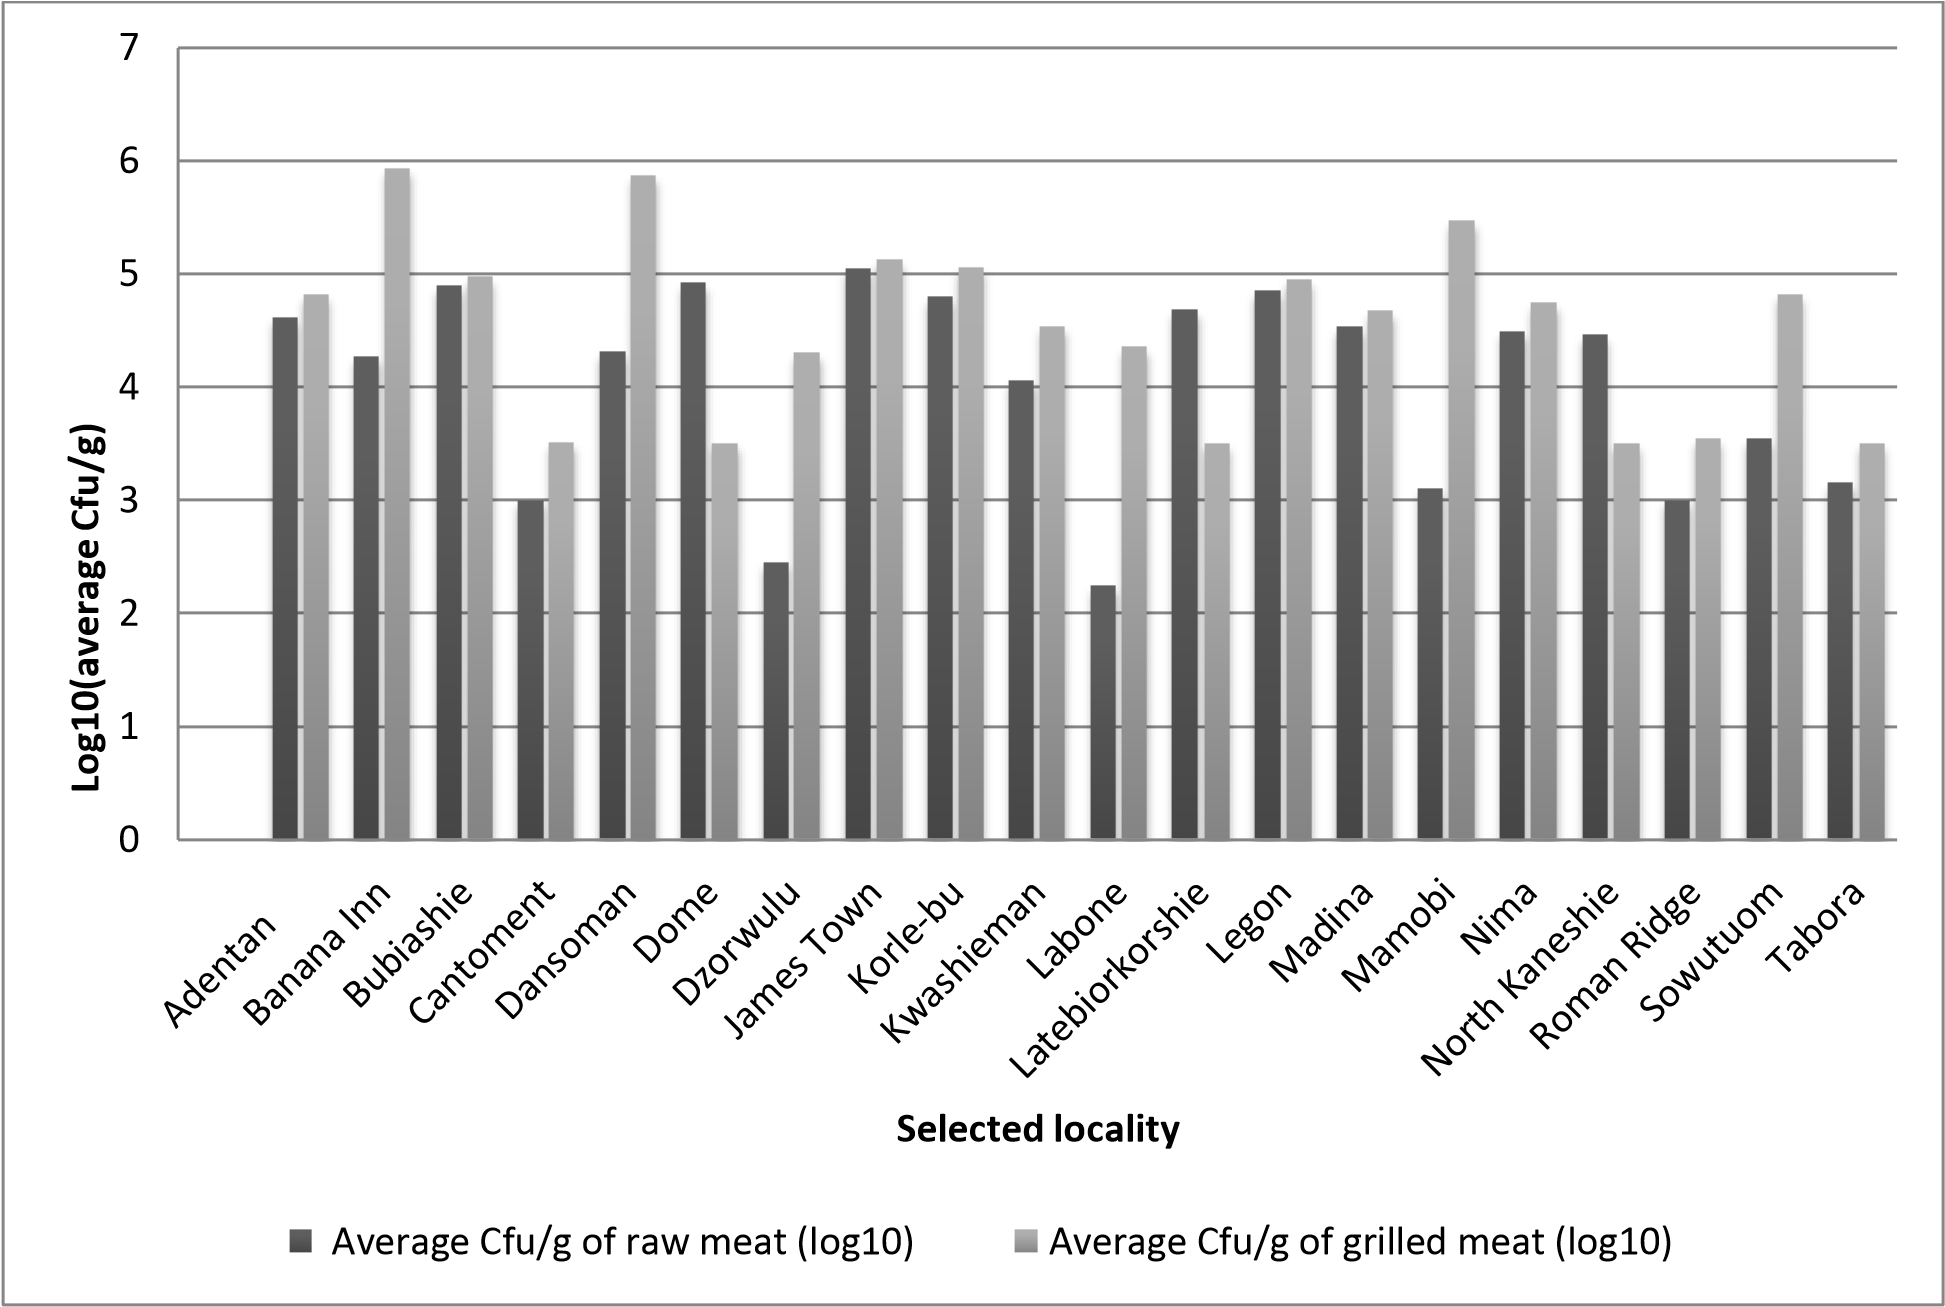 7
6
5
4
3
2
1
0
Log10(average Cfu/g)
Adentan
Banana Inn
Bubiashie
Cantoment
Dansoman
Dome
Dzorwulu
James Town
Korle-bu
Kwashieman
Labone
Latebiorkorshie
Legon
Madina
Mamobi
Nima
North Kaneshie
Roman Ridge
Sowutuom
Tabora
Selected locality
Average Cfu/g of raw meat (log10)
Average Cfu/g of grilled meat (log10)